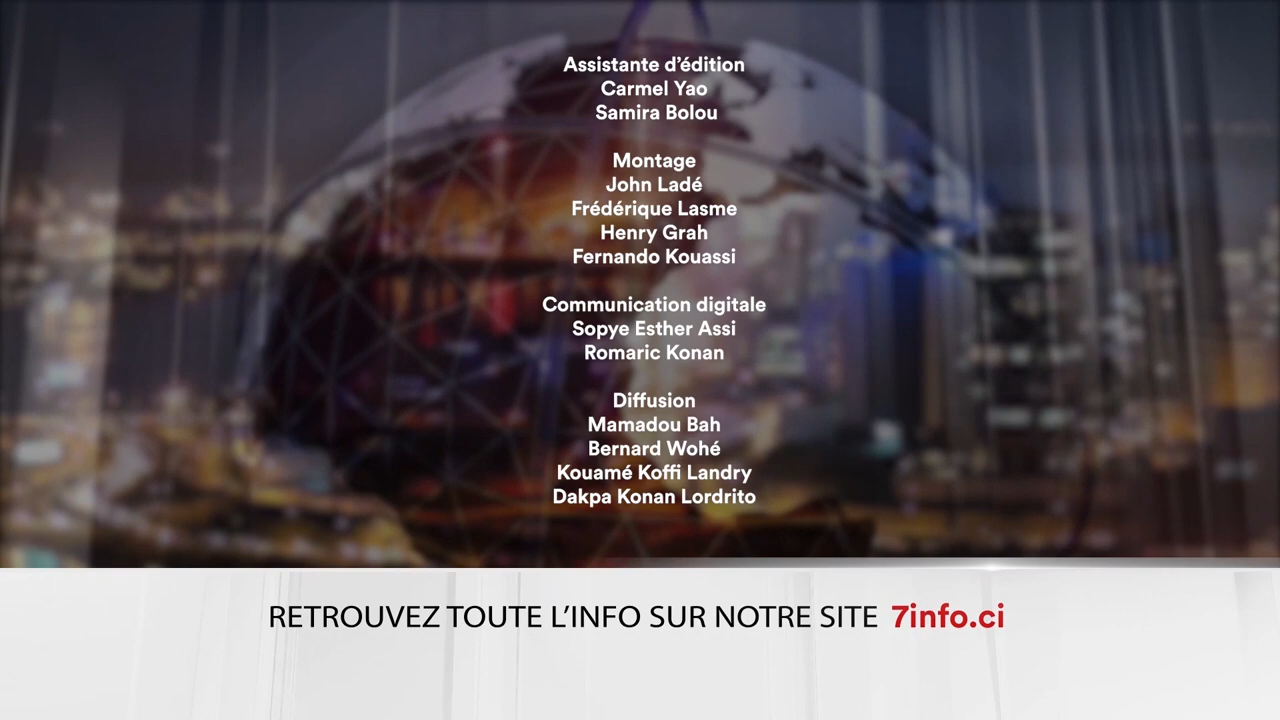 Assistante d’édition
Carmel Yao
Samira Bolou
Montage
John Ladé
Frédérique Lasme
Henry Grah
Fernando Kouassi
Communication digitale
Sopye Esther Assi
Romaric Konan
Diffusion
Mamadou Bah
Bernard Wohé
Kouamé Koffi Landry
Dakpa Konan Lordrito
RETROUVEZ TOUTE L’INFO SUR NOTRE SITE 7info.ci